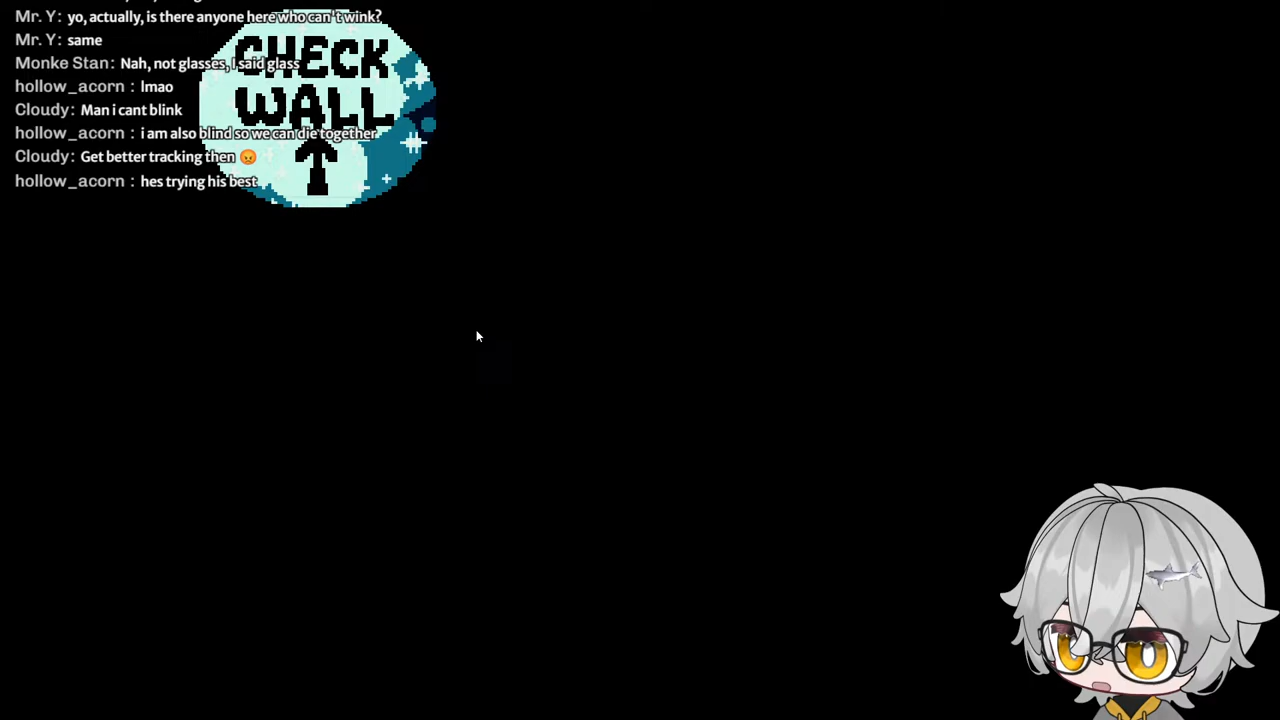 Mr. Y: yo, actually, is there anyone here who can't wink?
Mr. Y: same
Monke Stan: Nah, not glasses, I said glass
hollow_acorn : lmao
Cloudy: Man i cant blink
hollow_acorn : i am also blind so we can die together
Cloudy: Get better tracking then 😡
hollow_acorn : hes trying his best
CHECK
WALL